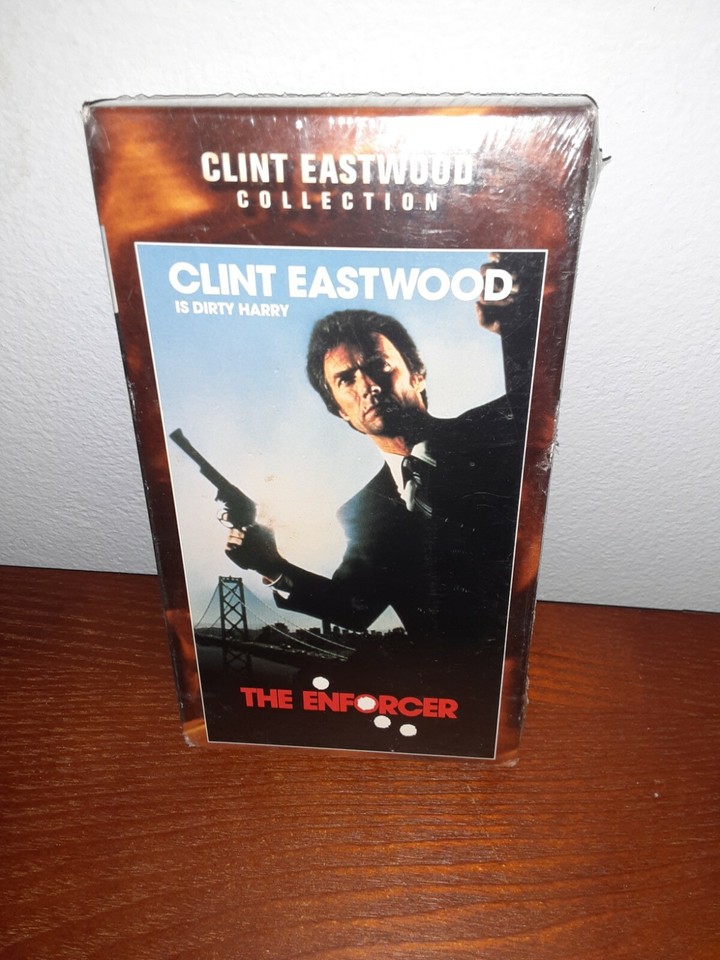 CLINT EASTWOOD
COLLECTION
CLINT EASTWOOD
IS DIRTY HARRY
THE ENFORCER